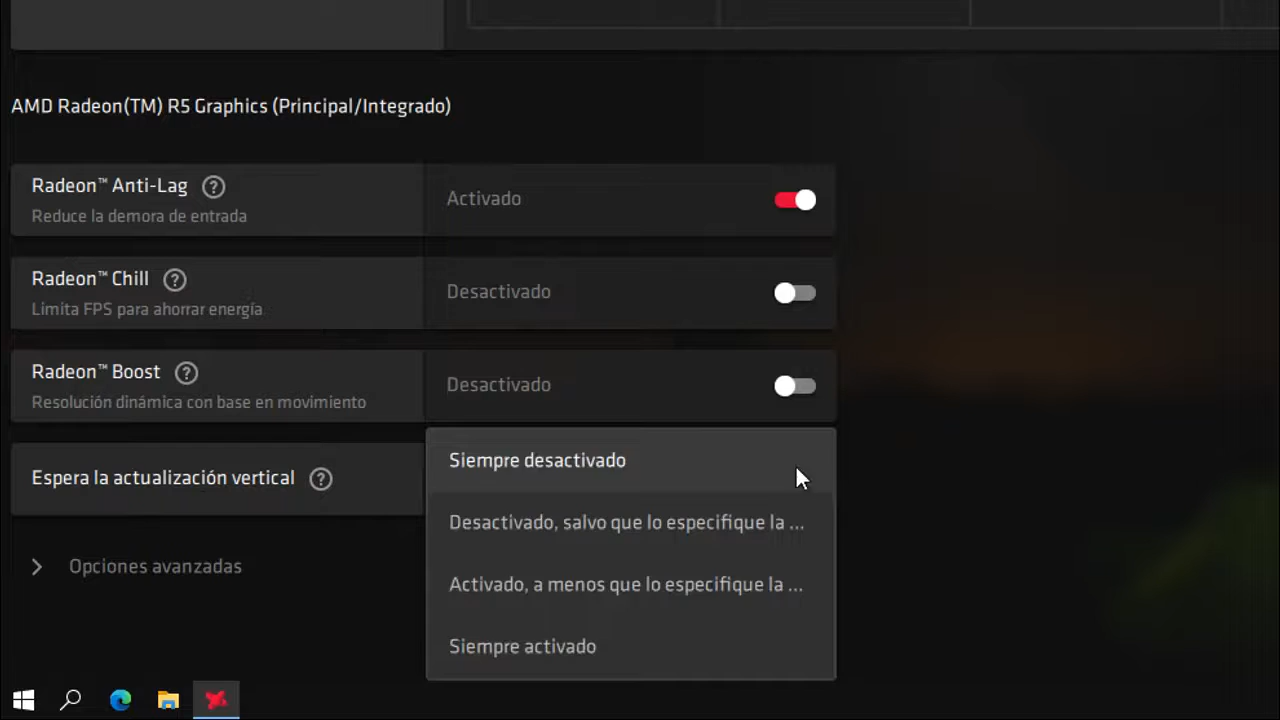 AMD Radeon(TM) R5 Graphics (Principal/Integrado)
Radeon™ Anti-Lag
Reduce la demora de entrada
Activado
Radeon™ Chill
Limita FPS para ahorrar energía
Desactivado
Radeon™ Boost
Resolución dinámica con base en movimiento
Desactivado
Espera la actualización vertical
Siempre desactivado
Desactivado, salvo que lo especifique la ...
Activado, a menos que lo especifique la ...
Siempre activado
Opciones avanzadas